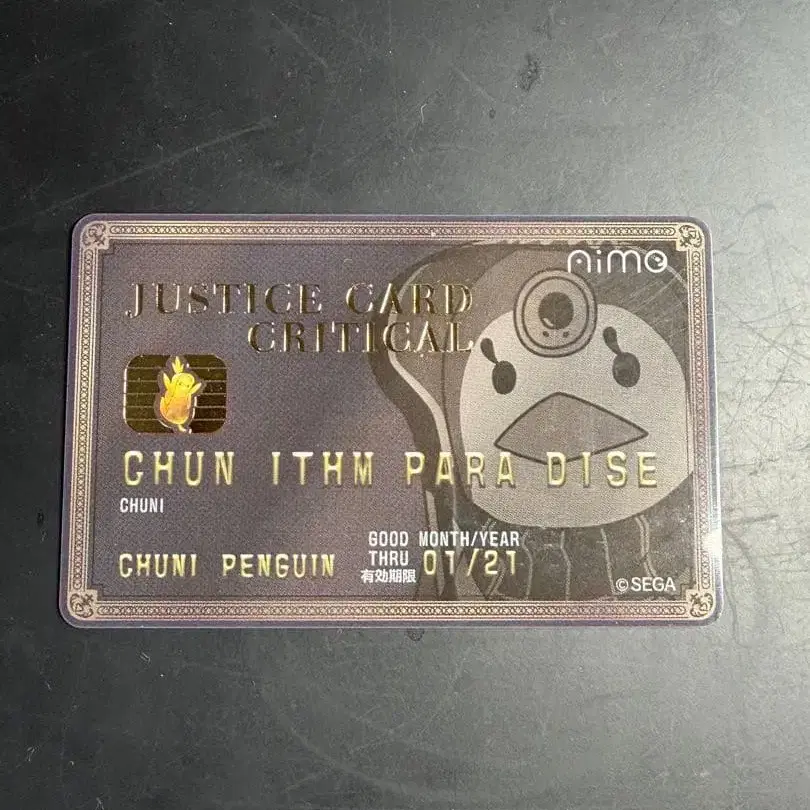 Aime
JUSTICE CARD
CRITICAL
CHUN ITHM PARA DISE
CHUNI
GOOD MONTH/YEAR
CHUNI PENGUIN THRU 01/21
有効期限
©SEGA